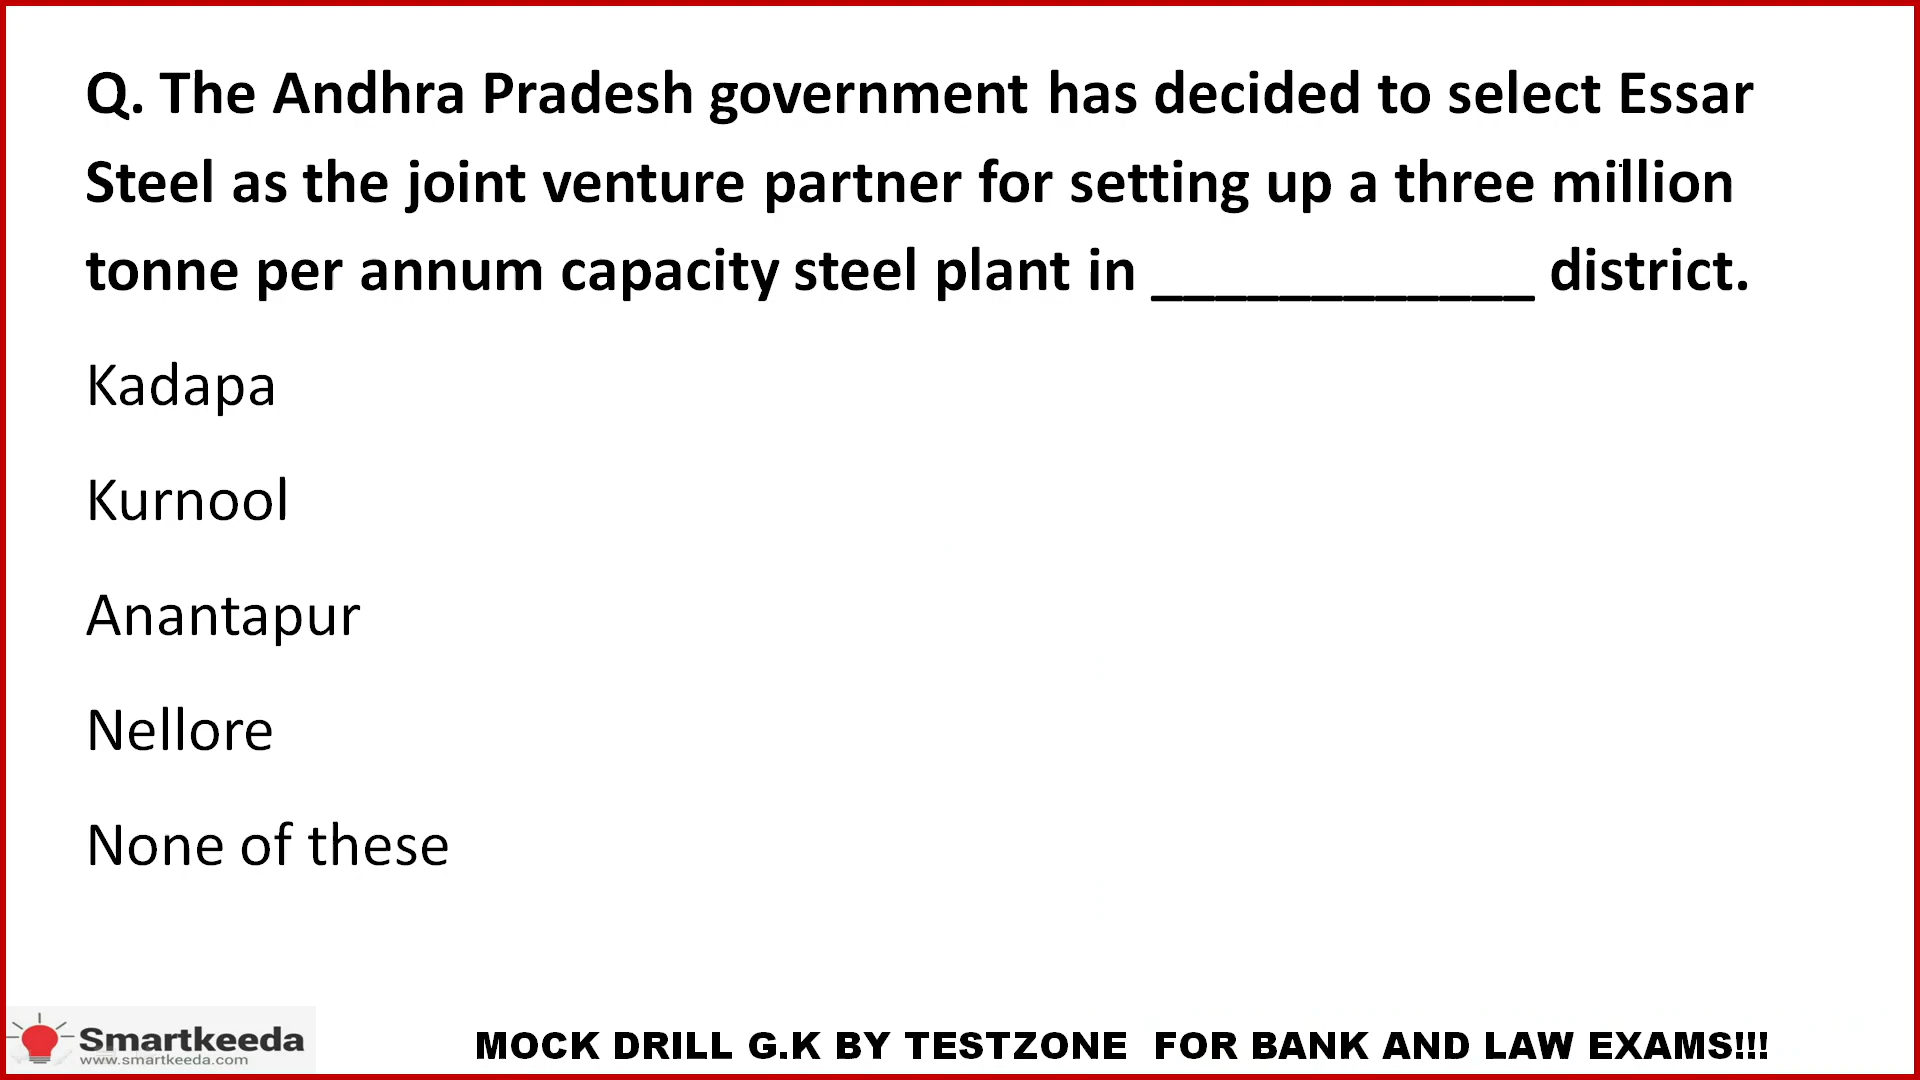 Q. The Andhra Pradesh government has decided to select Essar
Steel as the joint venture partner for setting up a three million
tonne per annum capacity steel plant in ____________ district.
Kadapa
Kurnool
Anantapur
Nellore
None of these
Smartkeeda
www.smartkeeda.com
MOCK DRILL G.K BY TESTZONE FOR BANK AND LAW EXAMS!!!